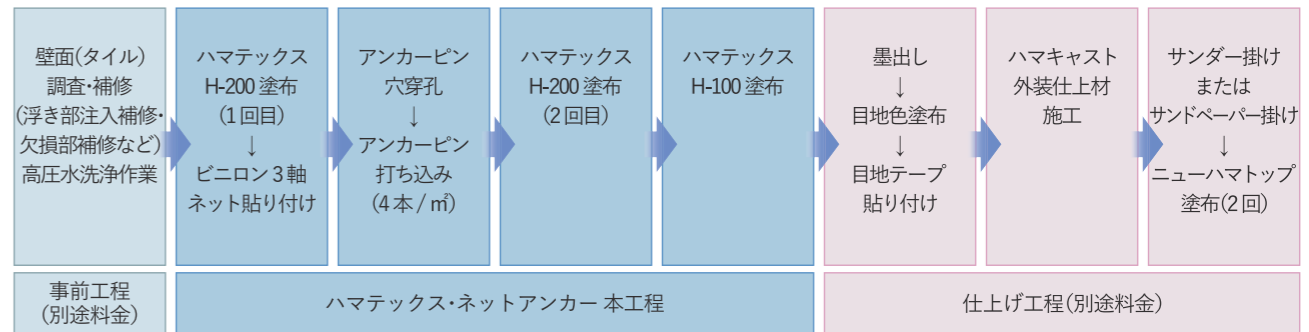 壁面(タイル)
調査・補修
(浮き部注入補修・
欠損部補修など)
高圧水洗浄作業
ハマテックス
H-200 塗布
(1回目)
↓
ビニロン3軸
ネット貼り付け
アンカーピン
穴穿孔
↓
アンカーピン
打ち込み
(4本/㎡)
ハマテックス
H-200 塗布
(2回目)
ハマテックス
H-100 塗布
墨出し
↓
目地色塗布
↓
目地テープ
貼り付け
ハマキャスト
外装仕上材
施工
サンダー掛け
または
サンドペーパー掛け
↓
ニューハマトップ
塗布(2回)
事前工程
(別途料金)
ハマテックス・ネットアンカー 本工程
仕上げ工程(別途料金)